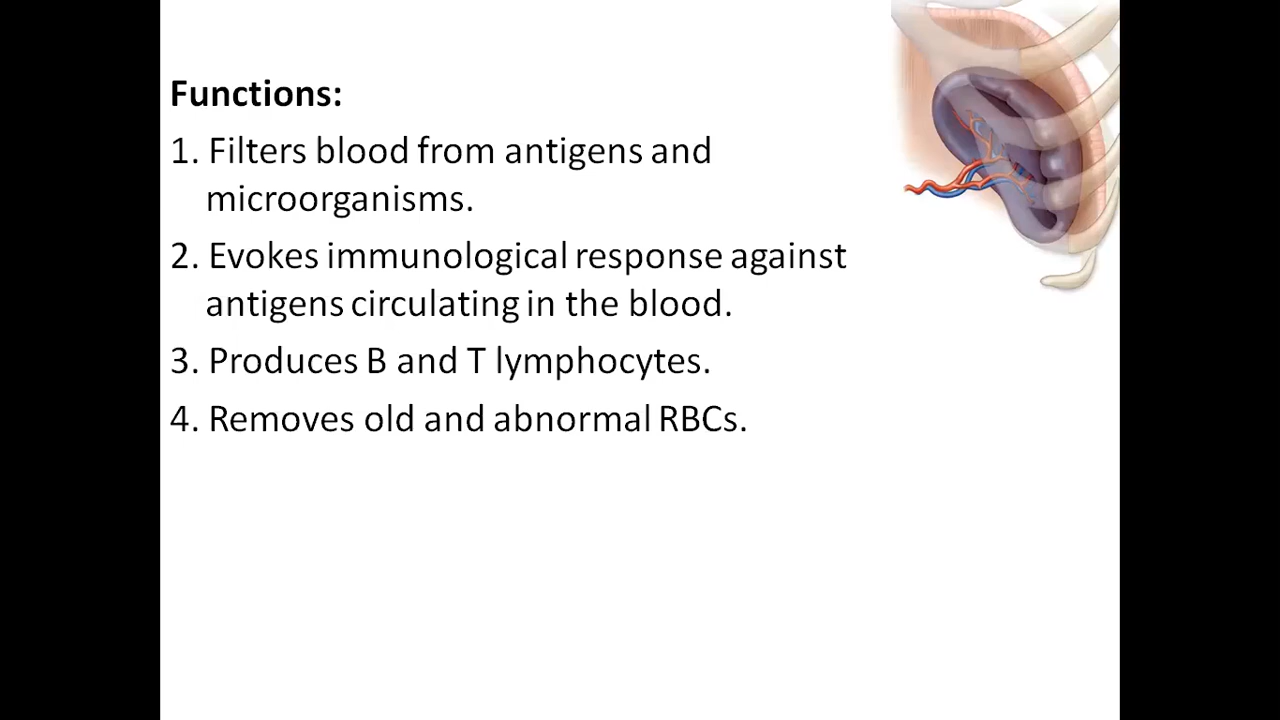 Functions:
1. Filters blood from antigens and
microorganisms.
2. Evokes immunological response against
antigens circulating in the blood.
3. Produces B and T lymphocytes.
4. Removes old and abnormal RBCs.